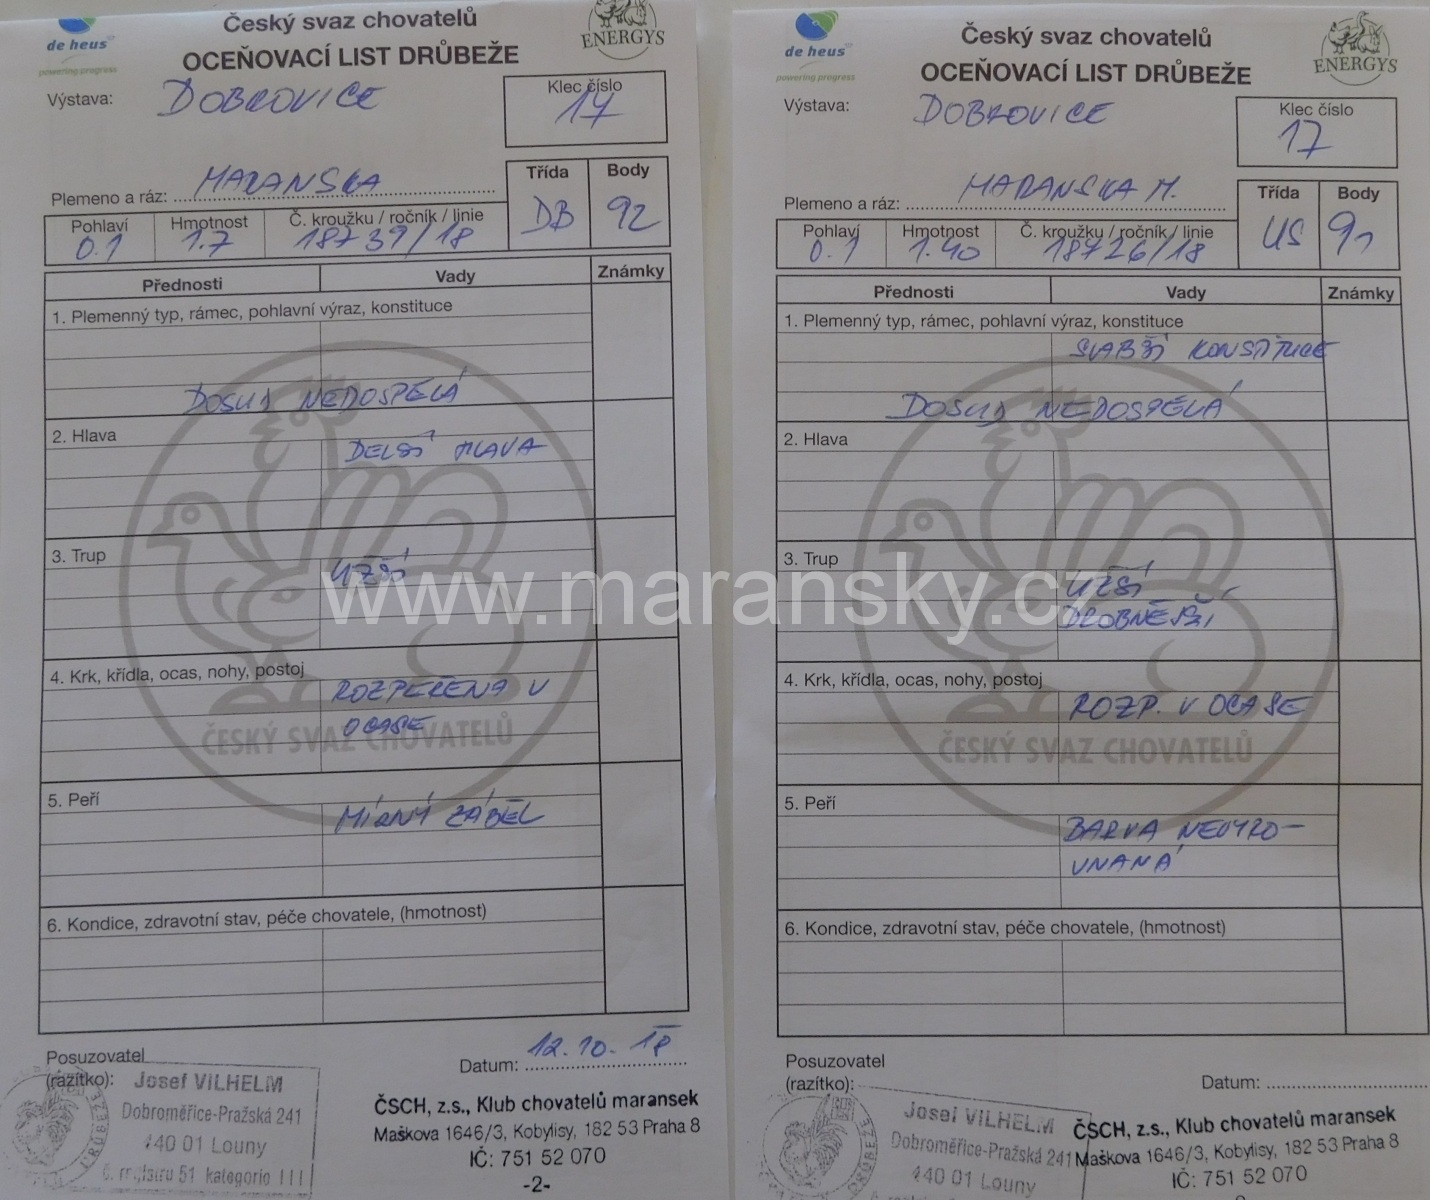 de heus
powering progress
Český svaz chovatelů
OCEŇOVACÍ LIST DRŮBEŽE
ENERGYS
Výstava: DOBROVICE
Klec číslo
17
Plemeno a ráz: MARANSKA
Třída
DB
Body
92
Pohlaví
0.1
Hmotnost
1.7
Č. kroužku / ročník / linie
18739/18
Přednosti
Vady
Známky
1. Plemenný typ, rámec, pohlavní výraz, konstituce
DOSUD NEDOSPĚLÁ
2. Hlava
DELŠÍ HLAVA
3. Trup
UŽŠÍ
4. Krk, křídla, ocas, nohy, postoj
ROZPEŘENA V
OCASE
ČESKÝ SVAZ CHOVATELŮ
5. Peří
MÍRNÝ ZÁBĚL
6. Kondice, zdravotní stav, péče chovatele, (hmotnost)
Posuzovatel
(razítko):
Datum: 12.10.18
Josef VILHELM
Dobroměřice-Pražská 241
440 01 Louny
51 kategorie III
ČSCH, z.s., Klub chovatelů maransek
Maškova 1646/3, Kobylisy, 182 53 Praha 8
IČ: 751 52 070
-2-
de heus
powering progress
Český svaz chovatelů
OCEŇOVACÍ LIST DRŮBEŽE
ENERGYS
Výstava: DOBROVICE
Klec číslo
17
Plemeno a ráz: MARANSKA M.
Třída
US
Body
91
Pohlaví
0.1
Hmotnost
1.40
Č. kroužku / ročník / linie
18726/18
Přednosti
Vady
Známky
1. Plemenný typ, rámec, pohlavní výraz, konstituce
SLABŠÍ KONSTITUCE
DOSUD NEDOSPĚLÁ
2. Hlava
3. Trup
UŽŠÍ
DROBNĚJŠÍ
4. Krk, křídla, ocas, nohy, postoj
ROZP. V OCASE
ČESKÝ SVAZ CHOVATELŮ
5. Peří
BARVA NEVYRO-
VNANÁ
6. Kondice, zdravotní stav, péče chovatele, (hmotnost)
Posuzovatel
(razítko):
Datum:
Josef VILHELM
Dobroměřice-Pražská 241
440 01 Louny
ČSCH, z.s., Klub chovatelů maransek
Maškova 1646/3, Kobylisy, 182 53 Praha 8
IČ: 751 52 070
www.maransky.cz